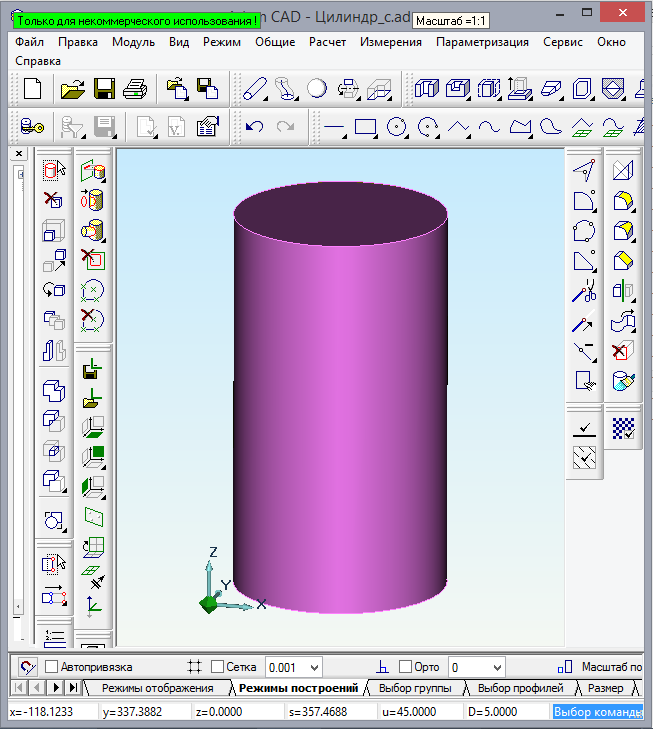 Только для некоммерческого использования ! CAD - Цилиндр_c.ad Масштаб =1:1
Файл Правка Модуль Вид Режим Общие Расчет Измерения Параметризация Сервис Окно
Справка
Z
Y
X
Автопривязка Сетка 0.001 Орто 0 Масштаб по
Режимы отображения Режимы построений Выбор группы Выбор профилей Размер
x=-118.1233 y=337.3882 z=0.0000 s=357.4688 u=45.0000 D=5.0000 Выбор команды